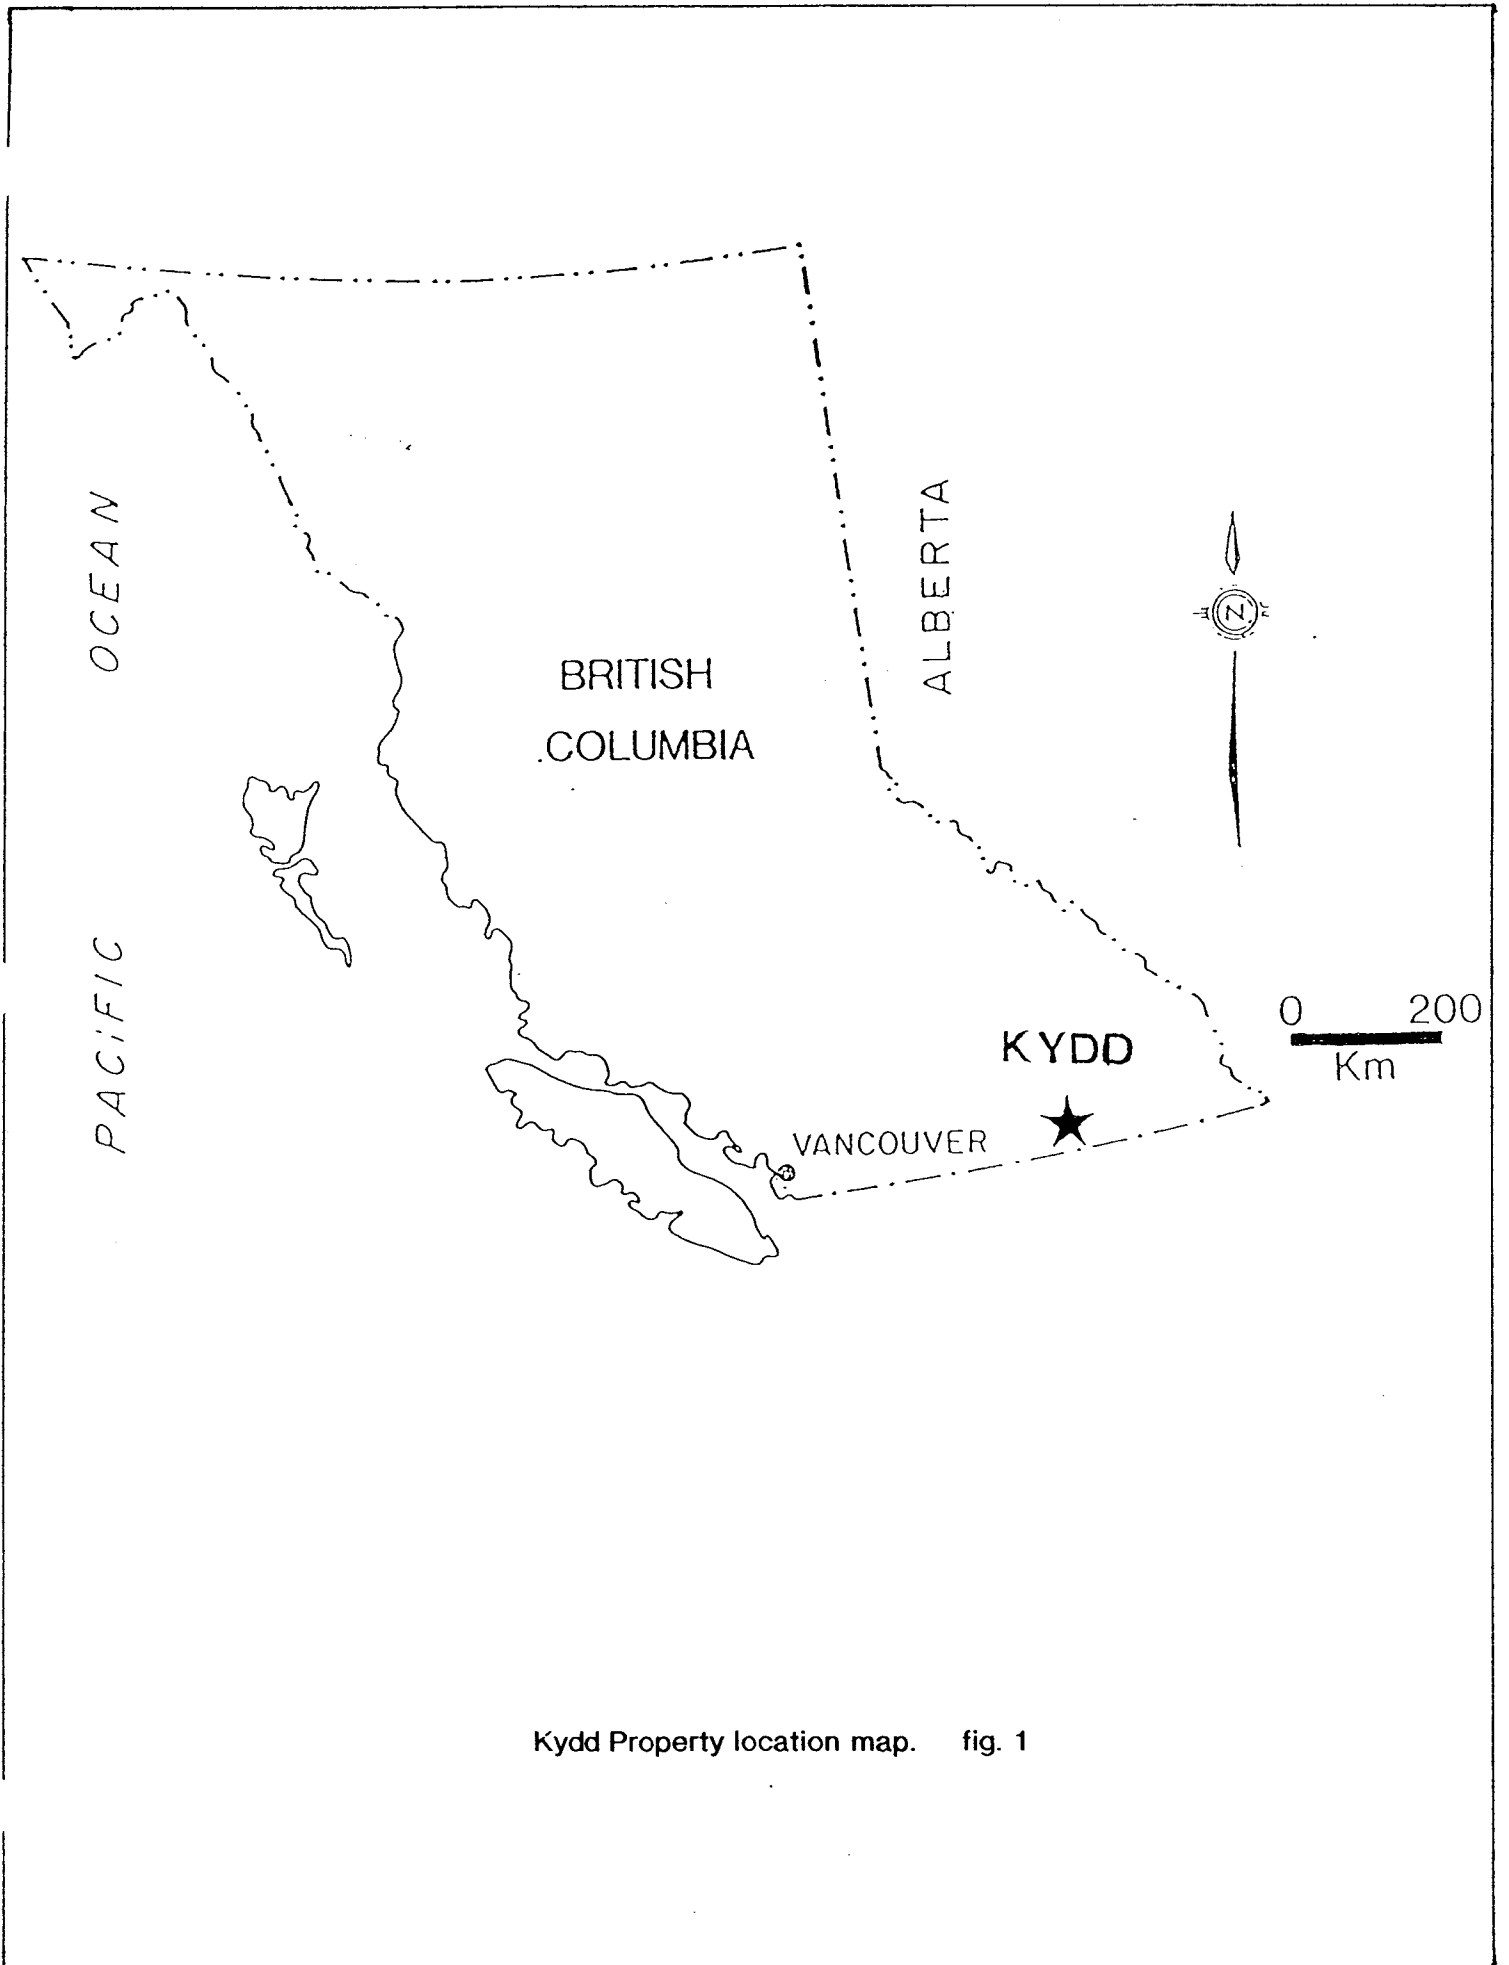 OCEAN
PACIFIC
BRITISH
COLUMBIA
ALBERTA
N
0 200
Km
KYDD
VANCOUVER
Kydd Property location map. fig. 1